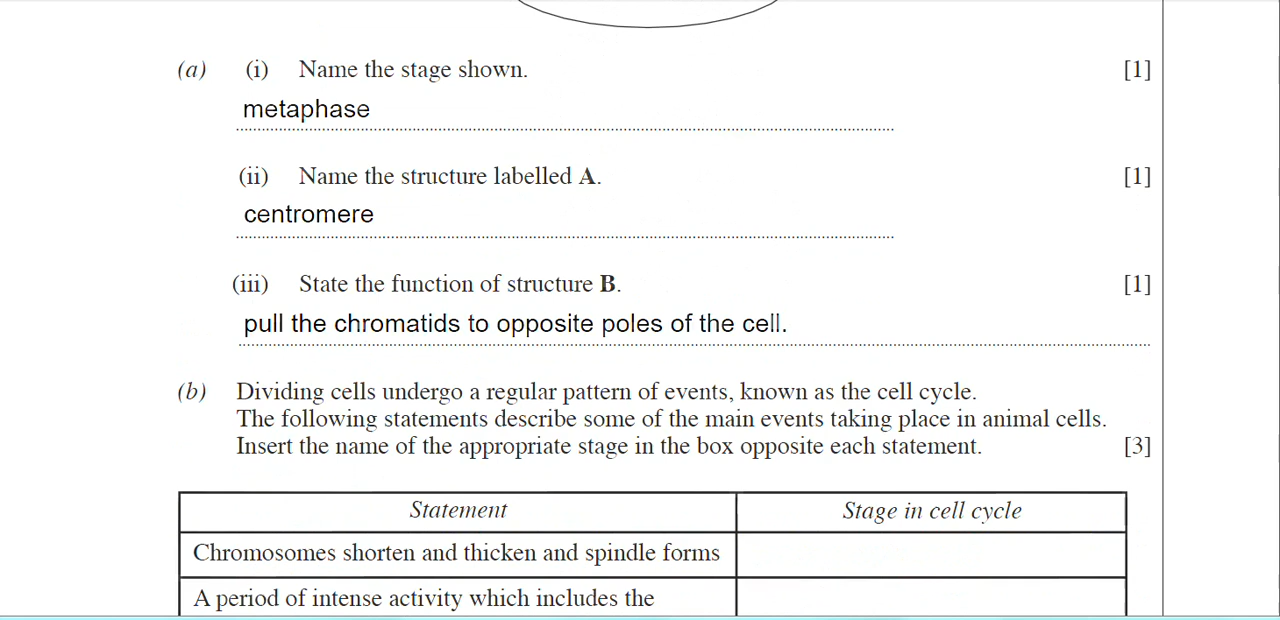 (a) (i) Name the stage shown. [1]
metaphase
(ii) Name the structure labelled A. [1]
centromere
(iii) State the function of structure B. [1]
pull the chromatids to opposite poles of the cell.
(b) Dividing cells undergo a regular pattern of events, known as the cell cycle.
The following statements describe some of the main events taking place in animal cells.
Insert the name of the appropriate stage in the box opposite each statement. [3]
Statement Stage in cell cycle
Chromosomes shorten and thicken and spindle forms
A period of intense activity which includes the